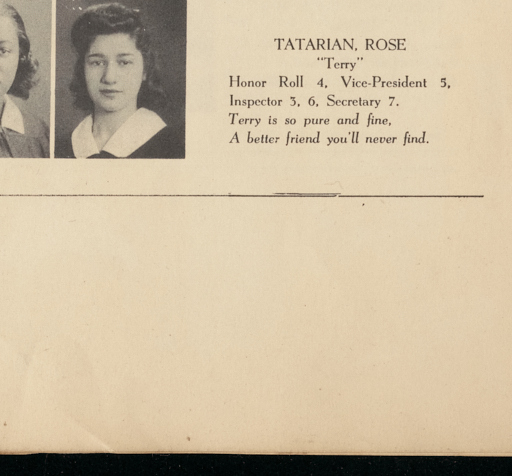 TATARIAN, ROSE
"Terry"
Honor Roll 4, Vice-President 5,
Inspector 3, 6, Secretary 7.
Terry is so pure and fine,
A better friend you'll never find.